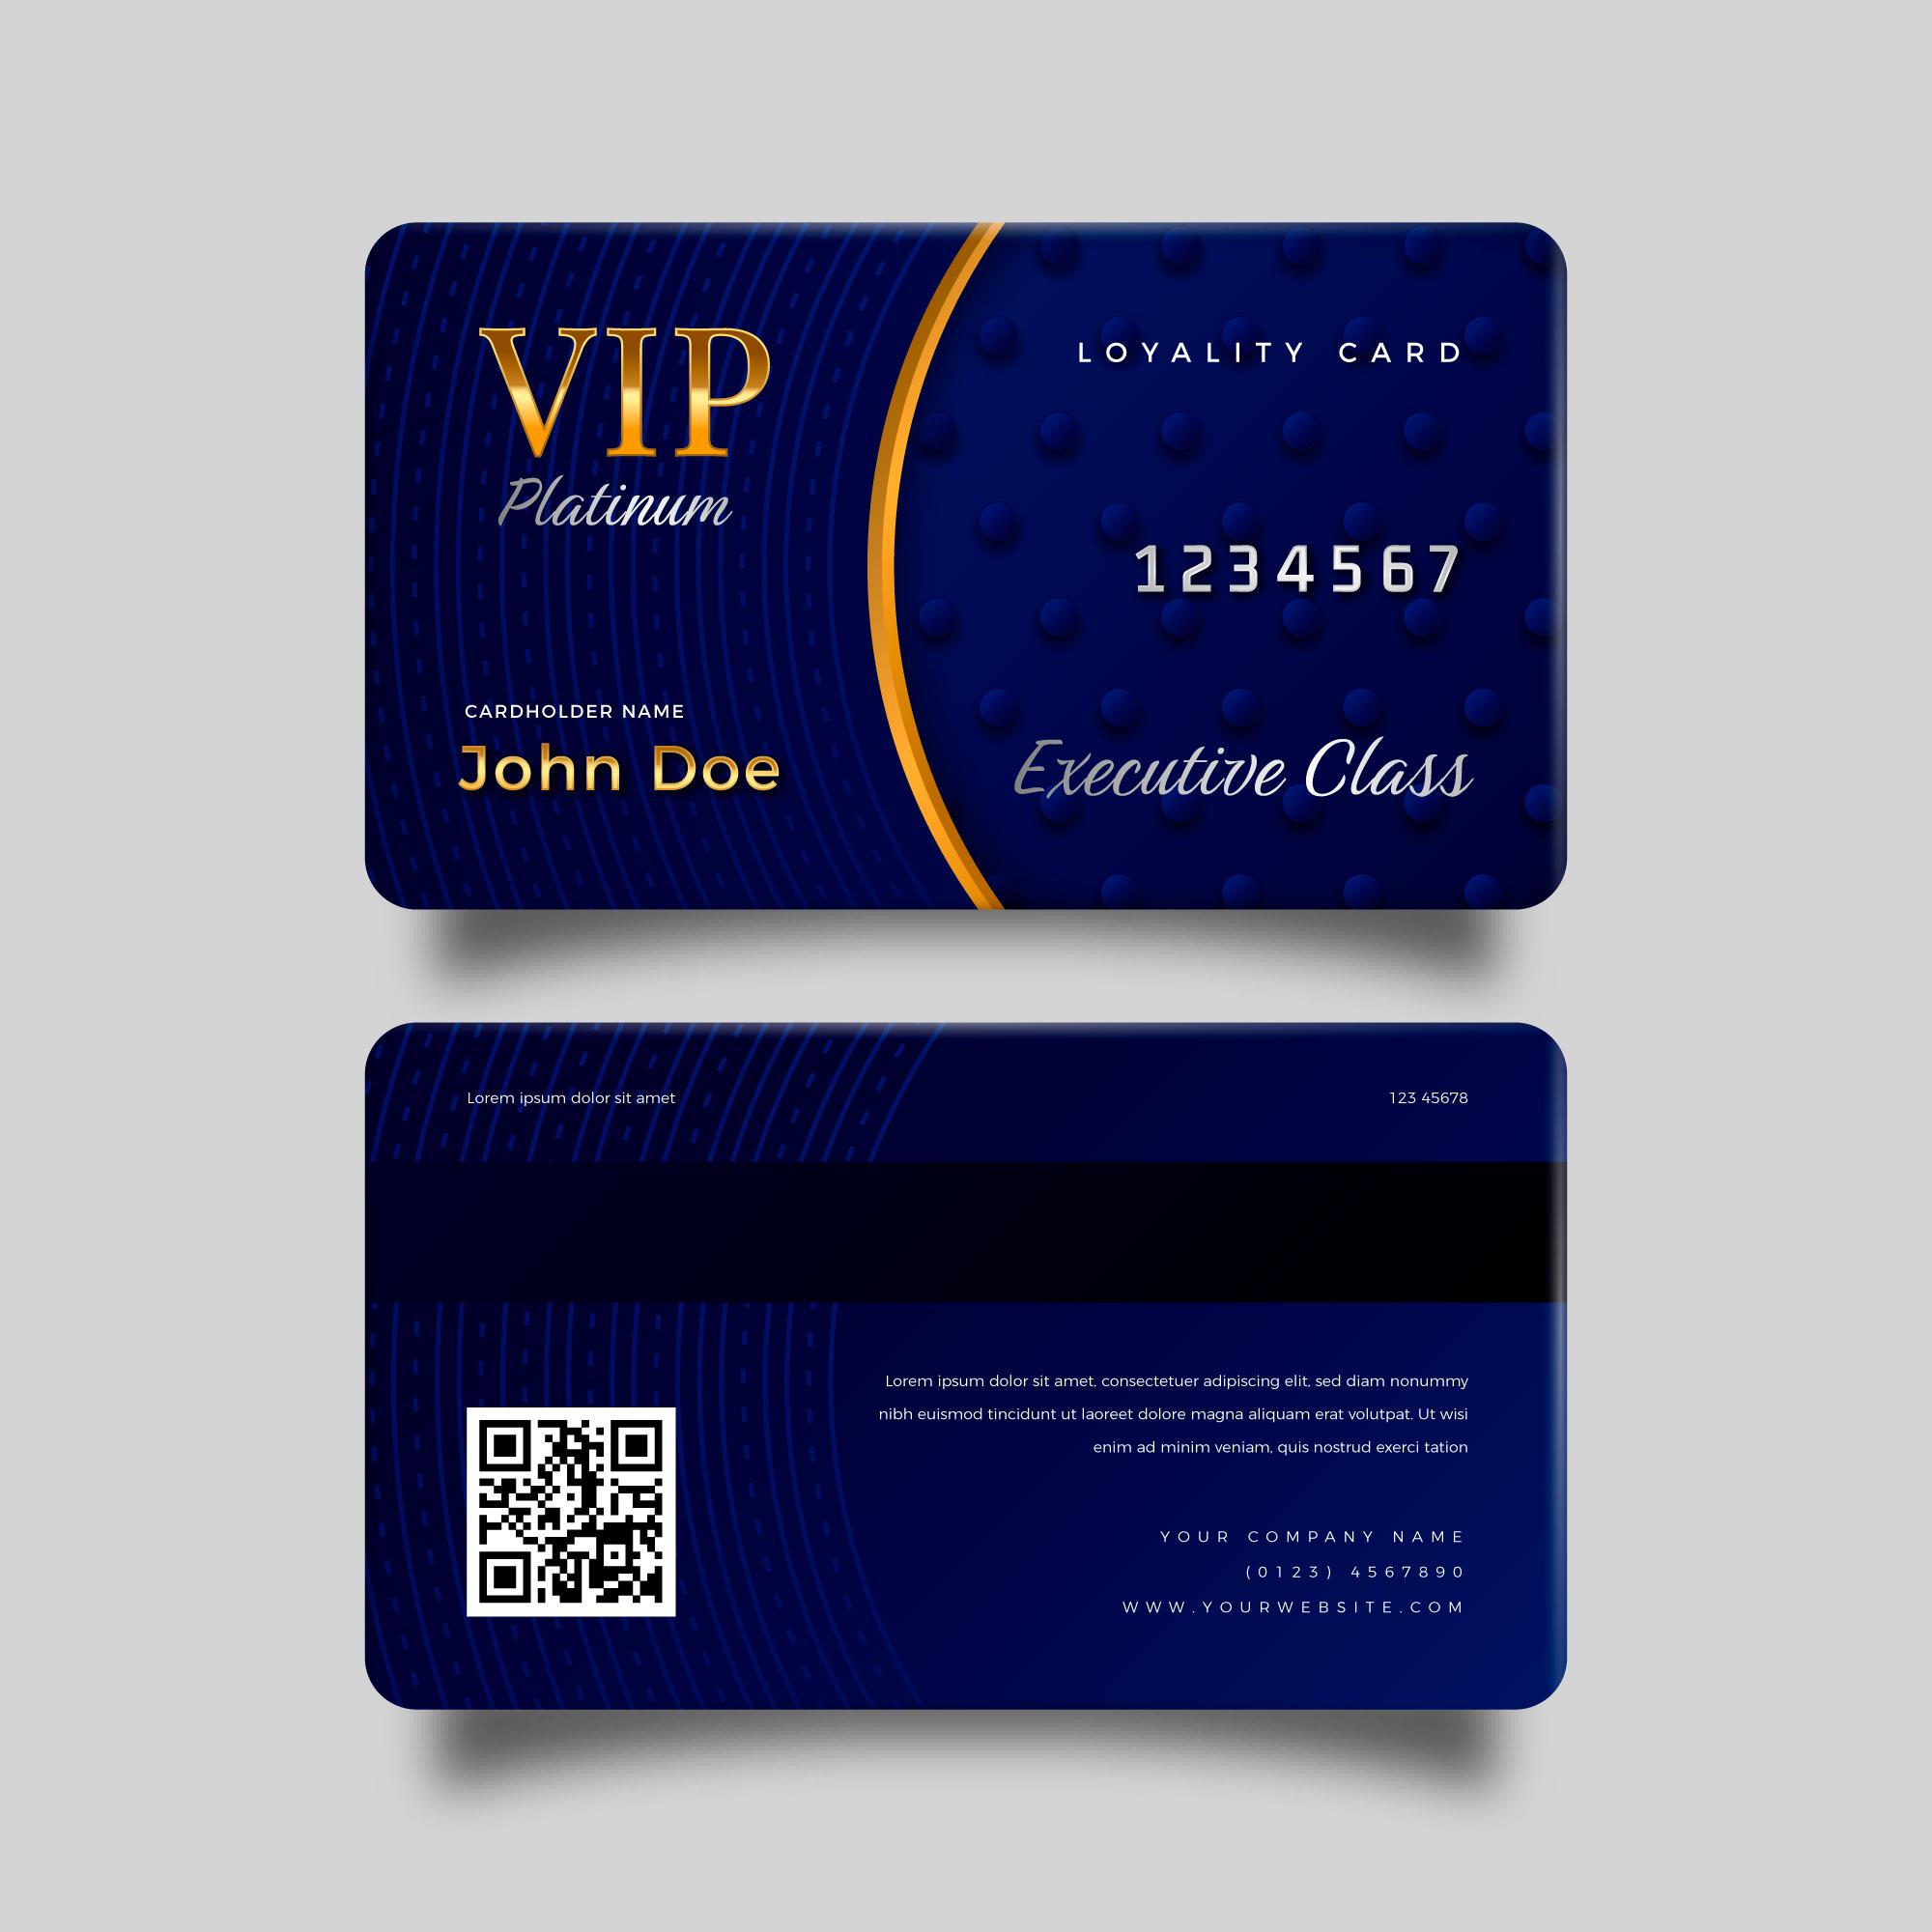 VIP
Platinum
LOYALITY CARD
1234567
CARDHOLDER NAME
John Doe
Executive Class
Lorem ipsum dolor sit amet
123 45678
Lorem ipsum dolor sit amet, consectetuer adipiscing elit, sed diam nonummy
nibh euismod tincidunt ut laoreet dolore magna aliquam erat volutpat. Ut wisi
enim ad minim veniam, quis nostrud exerci tation
YOUR COMPANY NAME
(0123) 4567890
WWW.YOURWEBSITE.COM